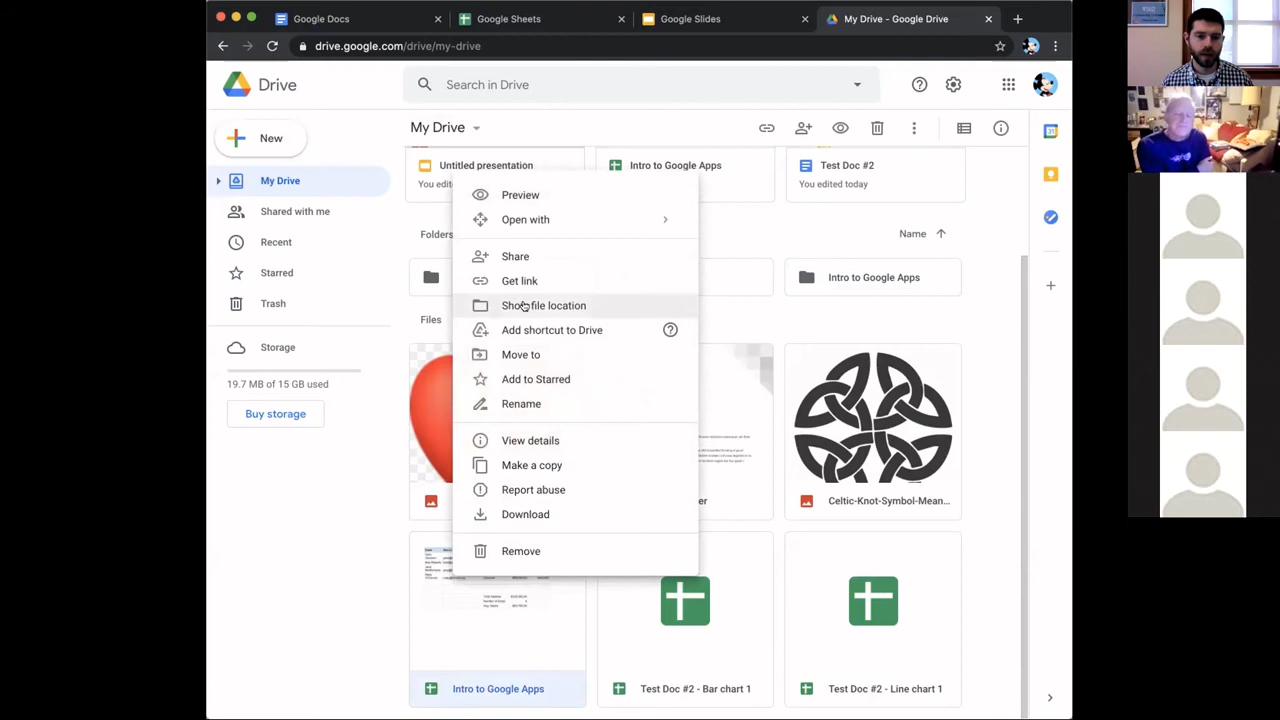 Google Docs
Google Sheets
Google Slides
My Drive - Google Drive
drive.google.com/drive/my-drive
Drive
Search in Drive
New
My Drive
My Drive
Shared with me
Recent
Starred
Trash
Storage
19.7 MB of 15 GB used
Buy storage
Untitled presentation
Intro to Google Apps
Test Doc #2
You edited today
Folders
Name
Intro to Google Apps
Files
Preview
Open with
Share
Get link
file location
Add shortcut to Drive
Move to
Add to Starred
Rename
View details
Make a copy
Report abuse
Download
Remove
Celtic-Knot-Symbol-Mean...
Intro to Google Apps
Test Doc #2 - Bar chart 1
Test Doc #2 - Line chart 1